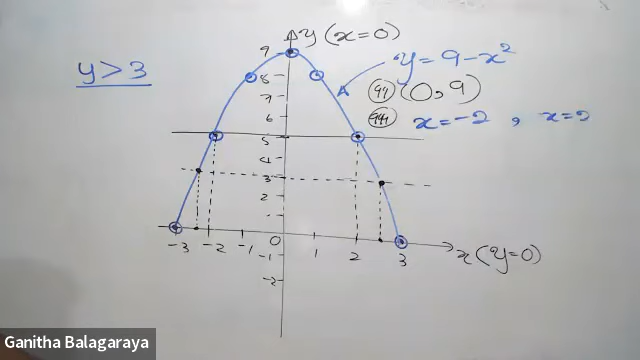 y (x=0)
y = 9 - x²
y > 3
(0,9)
x = -2 , x = 2
9
8
7
6
5
4
3
2
-3 -2 -1 0 1 2 3
x (y=0)
-1
-2
Ganitha Balagaraya